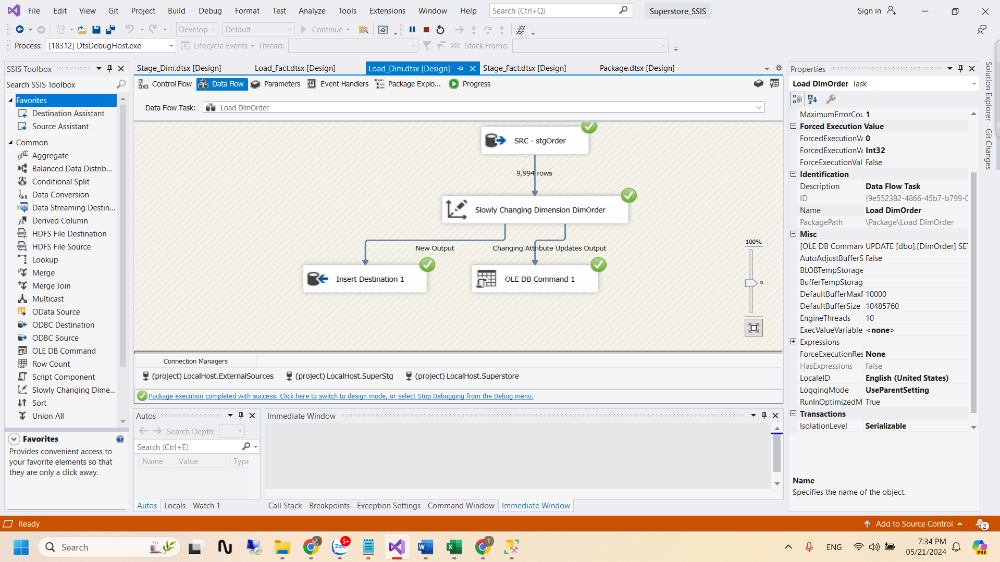 File Edit View Git Project Build Debug Format Test Analyze Tools Extensions Window Help Search (Ctrl+Q) Superstore_SSIS Sign in
Develop Default Continue
Process: [18312] DtsDebugHost.exe Lifecycle Events Thread: Stack Frame:
SSIS Toolbox
Search SSIS Toolbox
Favorites
Destination Assistant
Source Assistant
Common
Aggregate
Balanced Data Distrib...
Conditional Split
Data Conversion
Data Streaming Destin...
Derived Column
HDFS File Destination
HDFS File Source
Lookup
Merge
Merge Join
Multicast
OData Source
ODBC Destination
ODBC Source
OLE DB Command
Row Count
Script Component
Slowly Changing Dime...
Sort
Union All
Favorites
Provides convenient access to
your favorite elements so that
they are only a click away.
Stage_Dim.dtsx [Design] Load_Fact.dtsx [Design] Load_Dim.dtsx [Design] Stage_Fact.dtsx [Design] Package.dtsx [Design]
Control Flow Data Flow Parameters Event Handlers Package Explo... Progress
Data Flow Task: Load DimOrder
SRC - stgOrder
9,994 rows
Slowly Changing Dimension DimOrder
New Output Changing Attribute Updates Output
Insert Destination 1 OLE DB Command 1
100%
Connection Managers
(project) LocalHost.ExternalSources (project) LocalHost.SuperStg (project) LocalHost.Superstore
Package execution completed with success. Click here to switch to design mode, or select Stop Debugging from the Debug menu.
Autos
Search Depth:
Search (Ctrl+E)
Name Value Type
Autos Locals Watch 1
Immediate Window
Call Stack Breakpoints Exception Settings Command Window Immediate Window
Properties
Load DimOrder Task
MaximumErrorCou 1
Forced Execution Value
ForcedExecutionVa 0
ForcedExecutionVa Int32
ForceExecutionVal False
Identification
Description Data Flow Task
ID {9e552382-4866-45b7-b799-0
Name Load DimOrder
PackagePath \Package\Load DimOrder
Misc
[OLE DB Comman UPDATE [dbo].[DimOrder] SET
AutoAdjustBufferS False
BLOBTempStorage
BufferTempStorag
DefaultBufferMaxR 10000
DefaultBufferSize 10485760
EngineThreads 10
ExecValueVariable <none>
Expressions
ForceExecutionRes None
HasExpressions False
LocaleID English (United States)
LoggingMode UseParentSetting
RunInOptimizedM True
Transactions
IsolationLevel Serializable
Name
Specifies the name of the object.
Solution Explorer
Git Changes
Ready Add to Source Control 2
Search Zalo 5+ T ENG 7:34 PM
05/21/2024 PRE